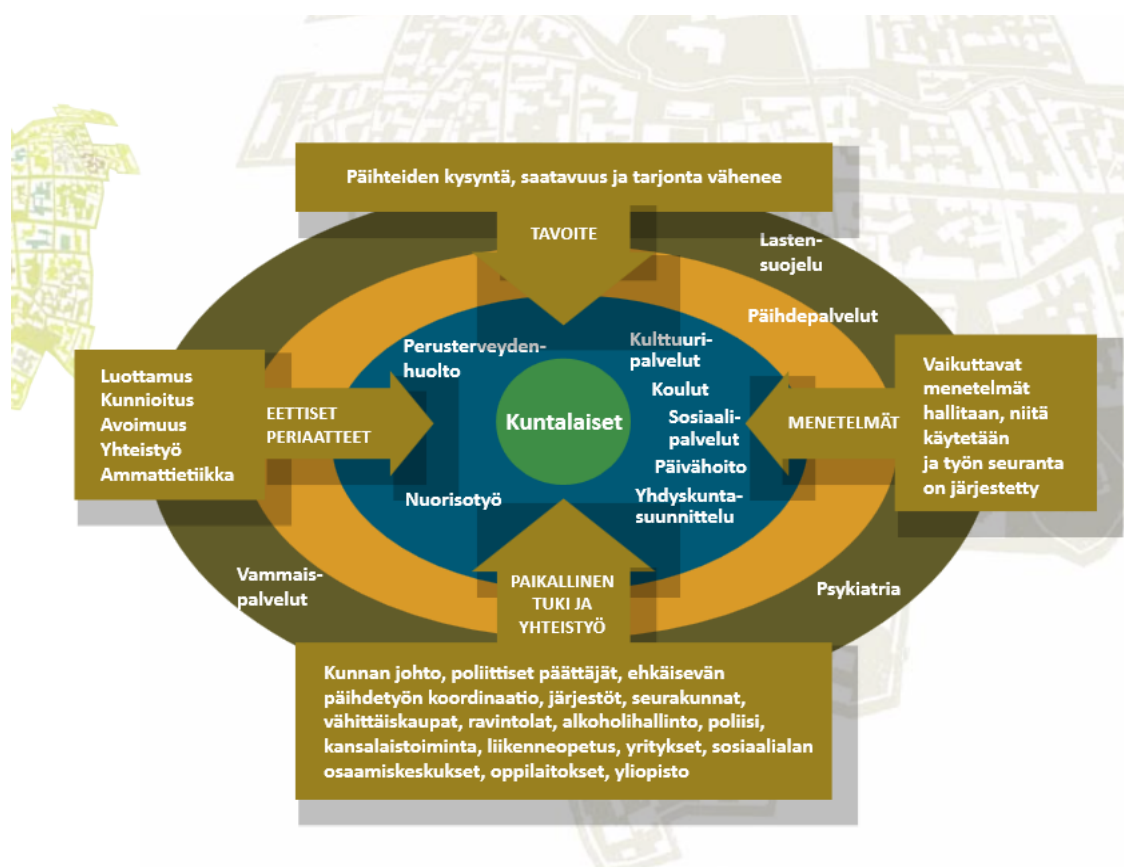 Päihteiden kysyntä, saatavuus ja tarjonta vähenee
TAVOITE
Lasten-
suojelu
Päihdepalvelut
Perusterveyden-
huolto
Kulttuuri-
palvelut
Koulut
Sosiaali-
palvelut
Päivähoito
Yhdyskunta-
suunnittelu
Kuntalaiset
Nuorisotyö
Luottamus
Kunnioitus
Avoimuus
Yhteistyö
Ammattietiikka
EETTISET
PERIAATTEET
MENETELMÄT
Vaikuttavat
menetelmät
hallitaan, niitä
käytetään
ja työn seuranta
on järjestetty
Vammais-
palvelut
Psykiatria
PAIKALLINEN
TUKI JA
YHTEISTYÖ
Kunnan johto, poliittiset päättäjät, ehkäisevän
päihdetyön koordinaatio, järjestöt, seurakunnat,
vähittäiskaupat, ravintolat, alkoholihallinto, poliisi,
kansalaistoiminta, liikenneopetus, yritykset, sosiaalialan
osaamiskeskukset, oppilaitokset, yliopisto